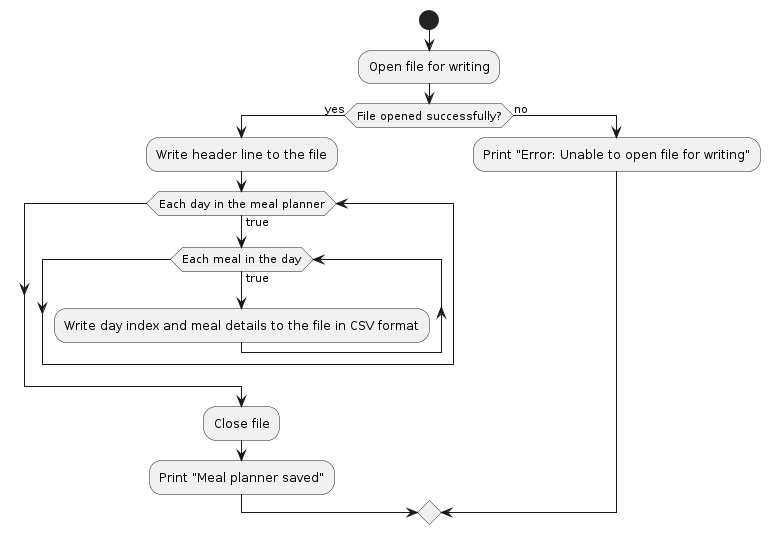 Open file for writing
yes
File opened successfully?
no
Write header line to the file
Print "Error: Unable to open file for writing"
Each day in the meal planner
true
Each meal in the day
true
Write day index and meal details to the file in CSV format
Close file
Print "Meal planner saved"